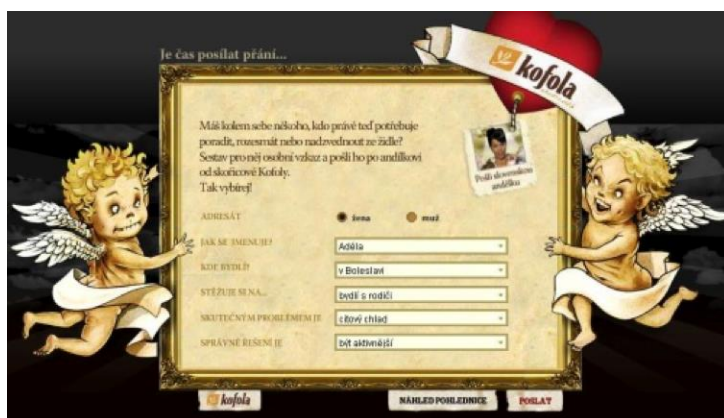 Je čas posílat přání...
kofola
Máš kolem sebe někoho, kdo právě teď potřebuje
poradit, rozesmát nebo nadzvednout ze židle?
Sestav pro něj osobní vzkaz a pošli ho po andílkovi
od skořicové Kofoly.
Tak vybírej!
Pošli slovenskou
andělku
ADRESÁT
žena
muž
JAK SE JMENUJE?
Adéla
KDE BYDLÍ?
v Boleslavi
STĚŽUJE SI NA...
bydlí s rodiči
SKUTEČNÝM PROBLÉMEM JE
citový chlad
SPRÁVNÉ ŘEŠENÍ JE
být aktivnější
kofola
NÁHLED POHLEDNICE
POSLAT